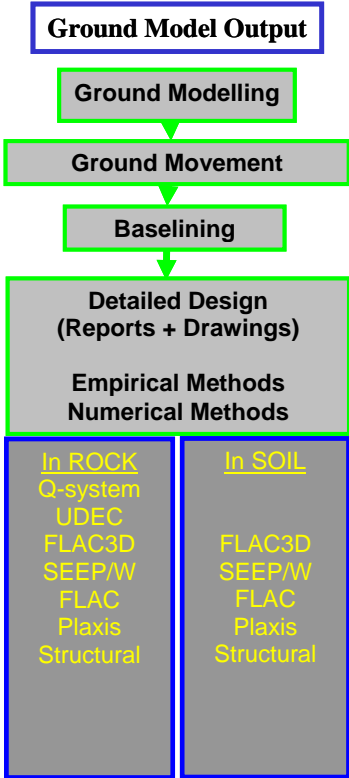 Ground Model Output
Ground Modelling
Ground Movement
Baselining
Detailed Design
(Reports + Drawings)
Empirical Methods
Numerical Methods
In ROCK
Q-system
UDEC
FLAC3D
SEEP/W
FLAC
Plaxis
Structural
In SOIL
FLAC3D
SEEP/W
FLAC
Plaxis
Structural